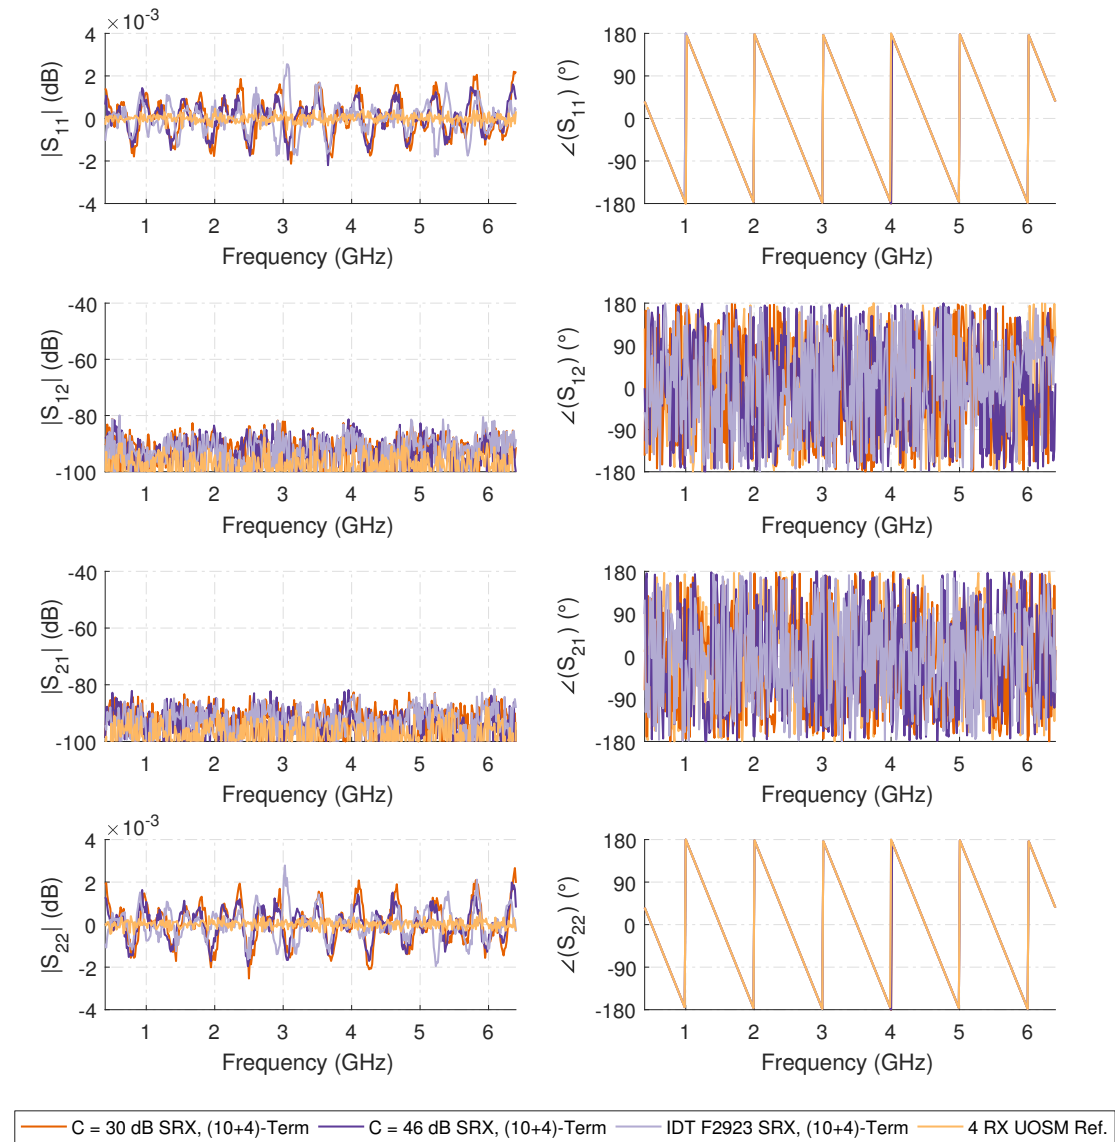 × 10⁻³
4
2
0
-2
-4
|S₁₁| (dB)
1 2 3 4 5 6
Frequency (GHz)
180
90
0
-90
-180
∠(S₁₁) (°)
1 2 3 4 5 6
Frequency (GHz)
-40
-60
-80
-100
|S₁₂| (dB)
1 2 3 4 5 6
Frequency (GHz)
180
90
0
-90
-180
∠(S₁₂) (°)
1 2 3 4 5 6
Frequency (GHz)
-40
-60
-80
-100
|S₂₁| (dB)
1 2 3 4 5 6
Frequency (GHz)
180
90
0
-90
-180
∠(S₂₁) (°)
1 2 3 4 5 6
Frequency (GHz)
× 10⁻³
4
2
0
-2
-4
|S₂₂| (dB)
1 2 3 4 5 6
Frequency (GHz)
180
90
0
-90
-180
∠(S₂₂) (°)
1 2 3 4 5 6
Frequency (GHz)
C = 30 dB SRX, (10+4)-Term C = 46 dB SRX, (10+4)-Term IDT F2923 SRX, (10+4)-Term 4 RX UOSM Ref.